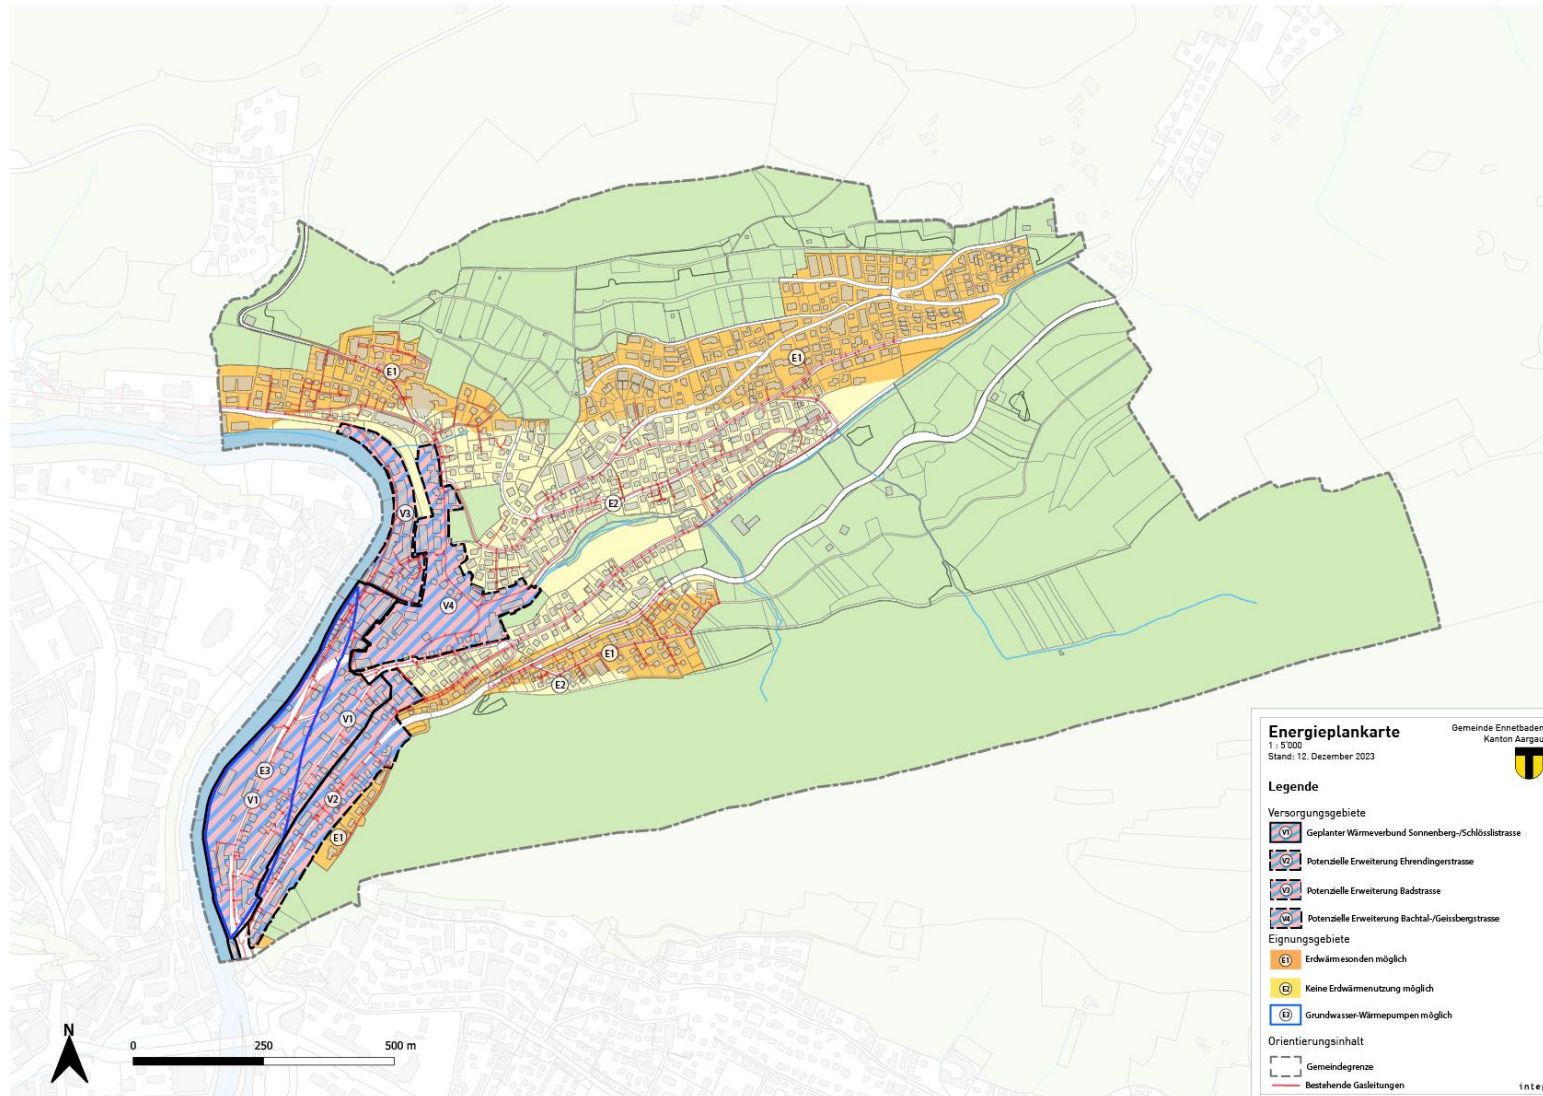 E1
E1
V3
E2
V4
E1
E2
V1
E3
V1
V2
E1
N
0 250 500 m
Energieplankarte
Gemeinde Ennetbaden
Kanton Aargau
1 : 5'000
Stand: 12. Dezember 2023
Legende
Versorgungsgebiete
V1 Geplanter Wärmeverbund Sonnenberg-/Schlösslistrasse
V2 Potenzielle Erweiterung Ehrendingerstrasse
V3 Potenzielle Erweiterung Badstrasse
V4 Potenzielle Erweiterung Bachtal-/Geissbergstrasse
Eignungsgebiete
E1 Erdwärmesonden möglich
E2 Keine Erdwärmenutzung möglich
E3 Grundwasser-Wärmepumpen möglich
Orientierungsinhalt
Gemeindegrenze
Bestehende Gasleitungen
integ